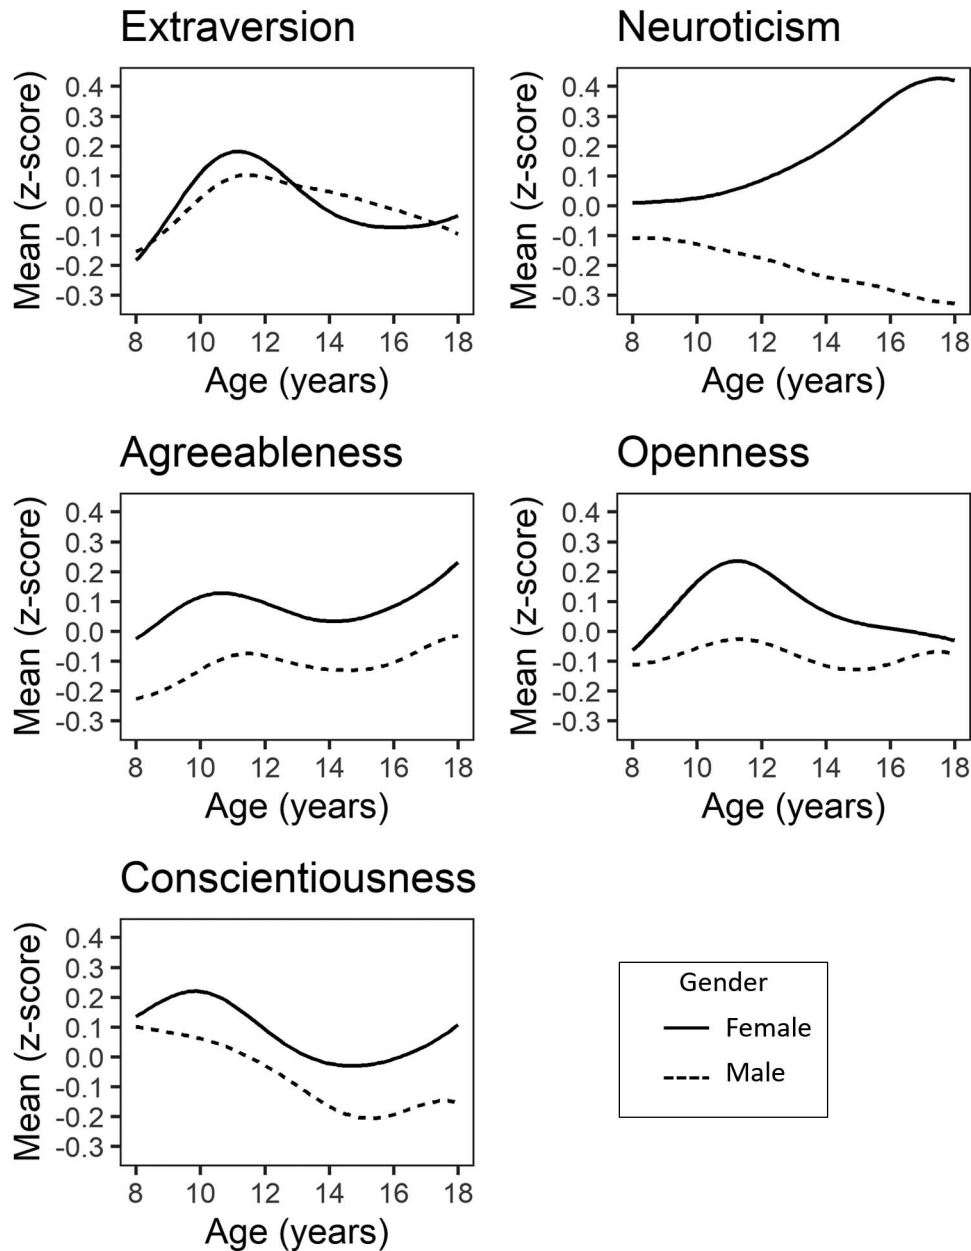 Extraversion
Mean (z-score)
0.4
0.3
0.2
0.1
0.0
-0.1
-0.2
-0.3
8 10 12 14 16 18
Age (years)
Neuroticism
Mean (z-score)
0.4
0.3
0.2
0.1
0.0
-0.1
-0.2
-0.3
8 10 12 14 16 18
Age (years)
Agreeableness
Mean (z-score)
0.4
0.3
0.2
0.1
0.0
-0.1
-0.2
-0.3
8 10 12 14 16 18
Age (years)
Openness
Mean (z-score)
0.4
0.3
0.2
0.1
0.0
-0.1
-0.2
-0.3
8 10 12 14 16 18
Age (years)
Conscientiousness
Mean (z-score)
0.4
0.3
0.2
0.1
0.0
-0.1
-0.2
-0.3
8 10 12 14 16 18
Age (years)
Gender
Female
Male